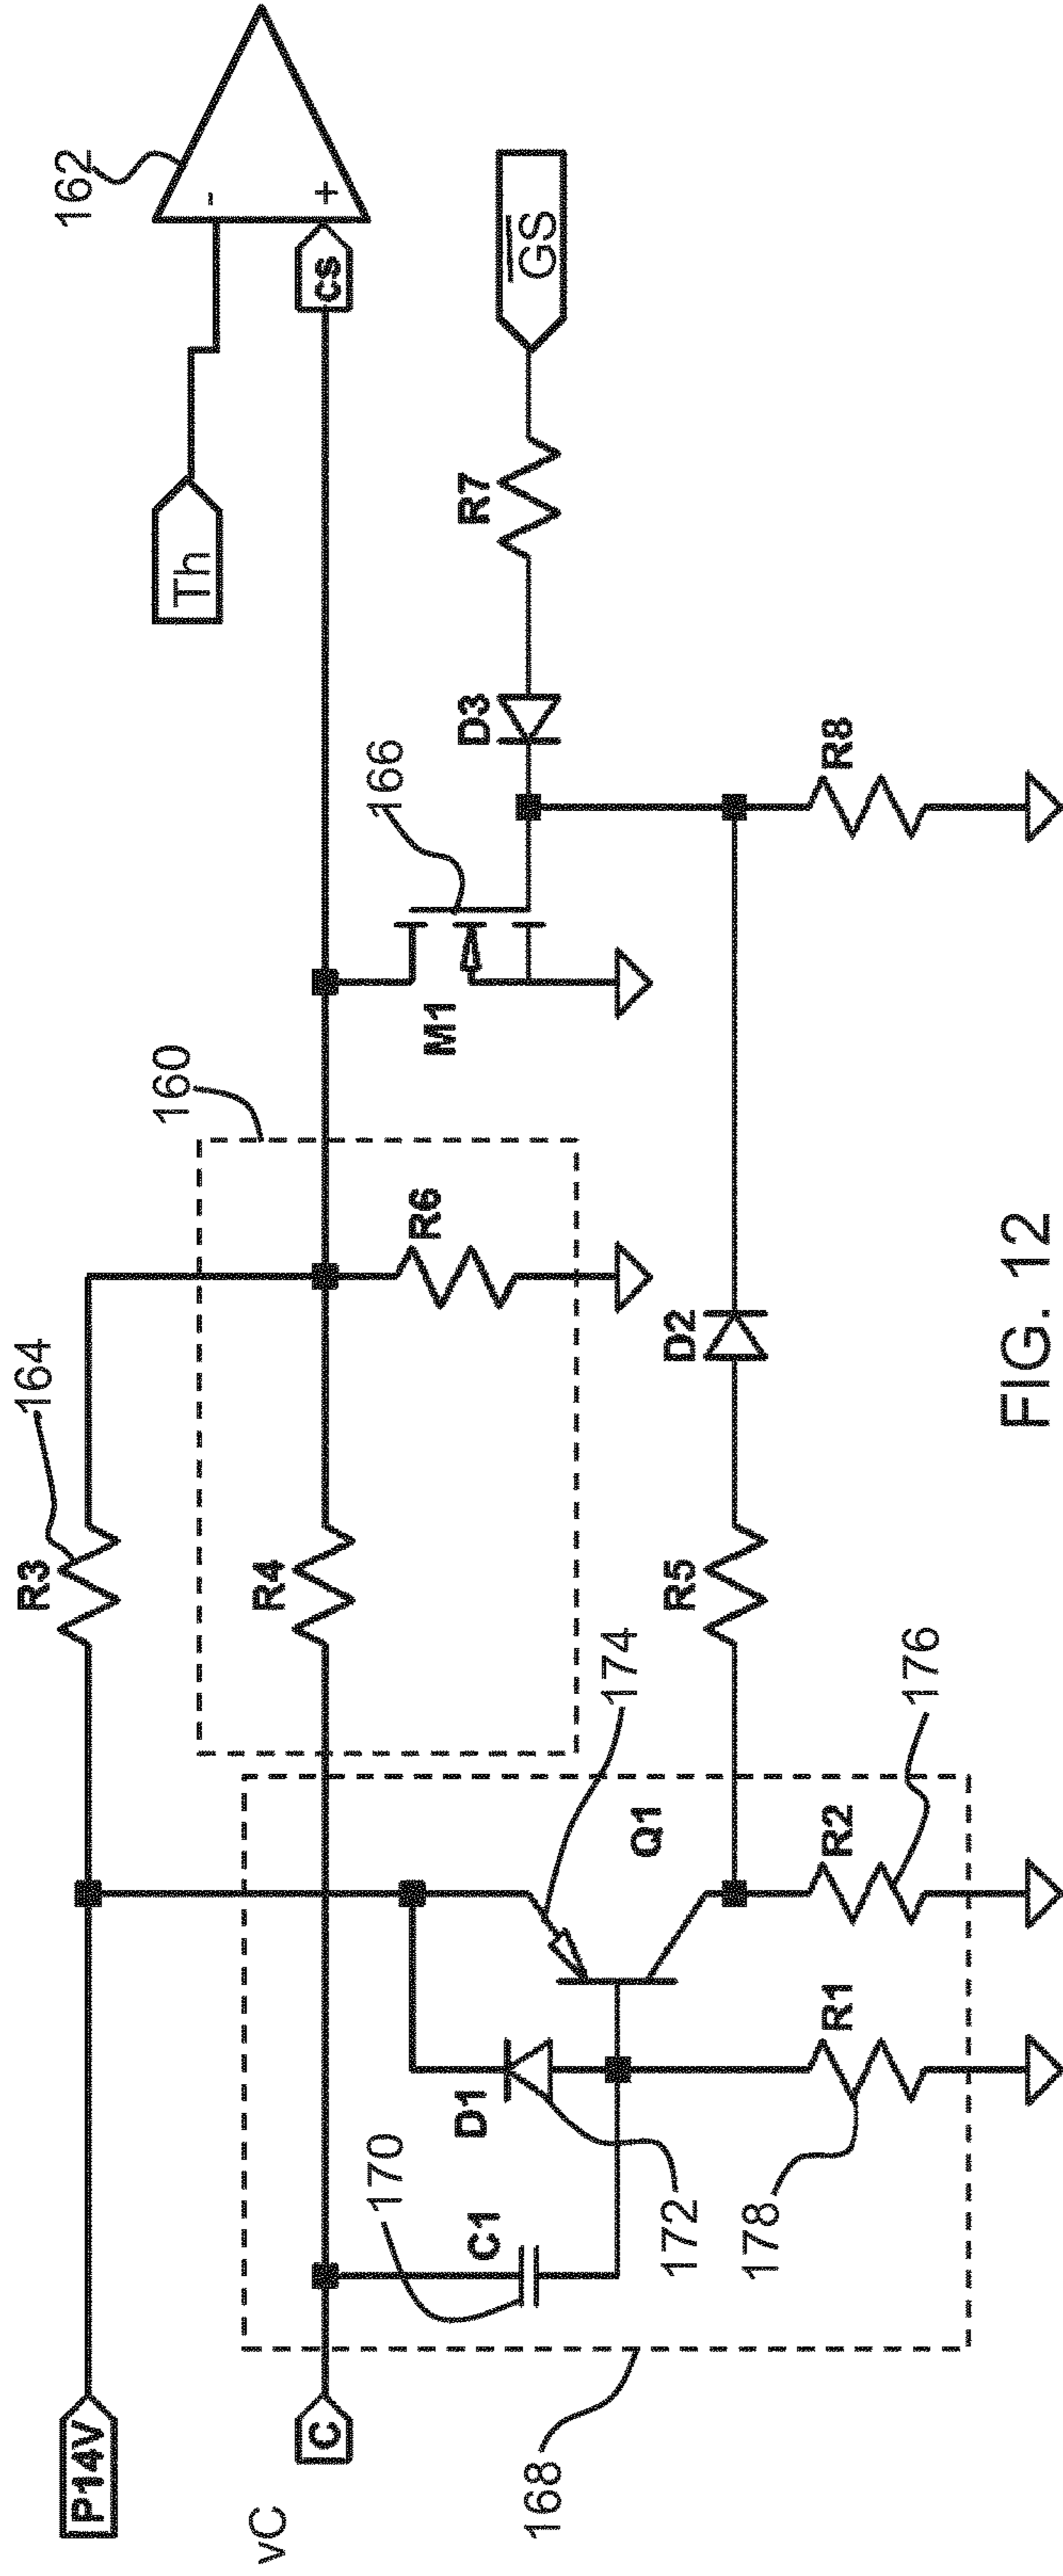 162
-
+
Th
cs
G̅S̅
R7
D3
166
R8
M1
160
R6
164
R3
R4
D2
R5
174
176
Q1
R2
R1
D1
C1
170
172
178
P14V
C
vC
168
FIG. 12